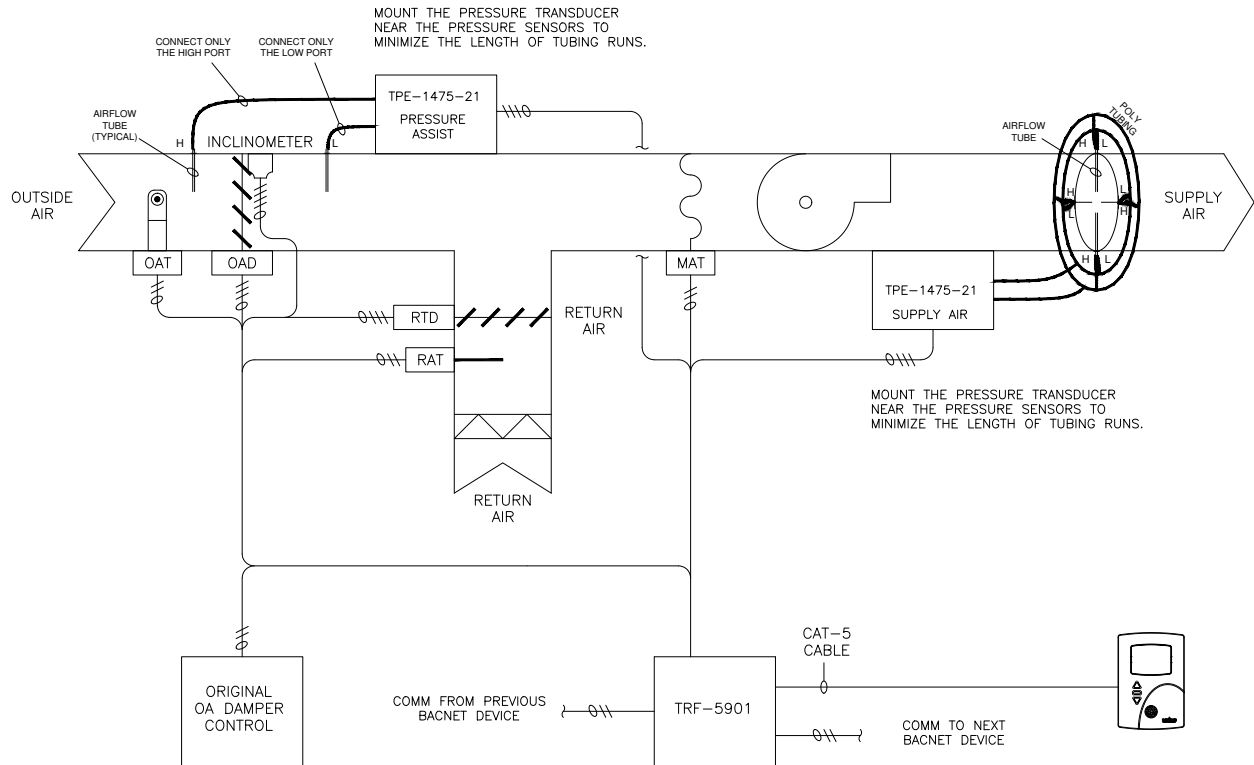 MOUNT THE PRESSURE TRANSDUCER
NEAR THE PRESSURE SENSORS TO
MINIMIZE THE LENGTH OF TUBING RUNS.
CONNECT ONLY
THE HIGH PORT
CONNECT ONLY
THE LOW PORT
TPE-1475-21
PRESSURE
ASSIST
AIRFLOW
TUBE
(TYPICAL)
H
INCLINOMETER
L
POLY
TUBING
AIRFLOW
TUBE
H
L
H
L
L
H
H
L
OUTSIDE
AIR
SUPPLY
AIR
OAT
OAD
MAT
TPE-1475-21
SUPPLY AIR
RTD
RETURN
AIR
RAT
MOUNT THE PRESSURE TRANSDUCER
NEAR THE PRESSURE SENSORS TO
MINIMIZE THE LENGTH OF TUBING RUNS.
RETURN
AIR
CAT-5
CABLE
ORIGINAL
OA DAMPER
CONTROL
COMM FROM PREVIOUS
BACNET DEVICE
TRF-5901
COMM TO NEXT
BACNET DEVICE